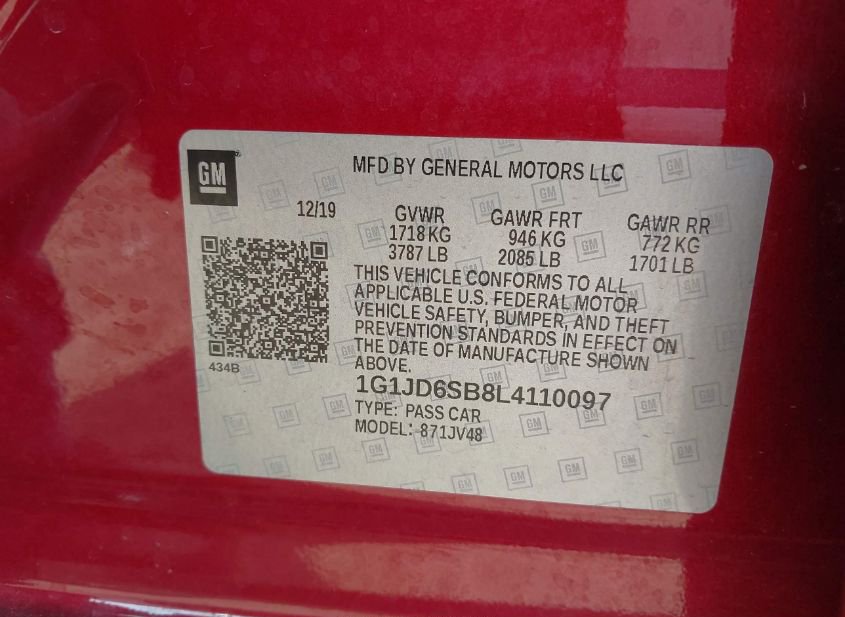 GM
MFD BY GENERAL MOTORS LLC
12/19
GVWR GAWR FRT GAWR RR
1718 KG 946 KG 772 KG
3787 LB 2085 LB 1701 LB
THIS VEHICLE CONFORMS TO ALL
APPLICABLE U.S. FEDERAL MOTOR
VEHICLE SAFETY, BUMPER, AND THEFT
PREVENTION STANDARDS IN EFFECT ON
THE DATE OF MANUFACTURE SHOWN
ABOVE.
434B
1G1JD6SB8L4110097
TYPE: PASS CAR
MODEL: 871JV48